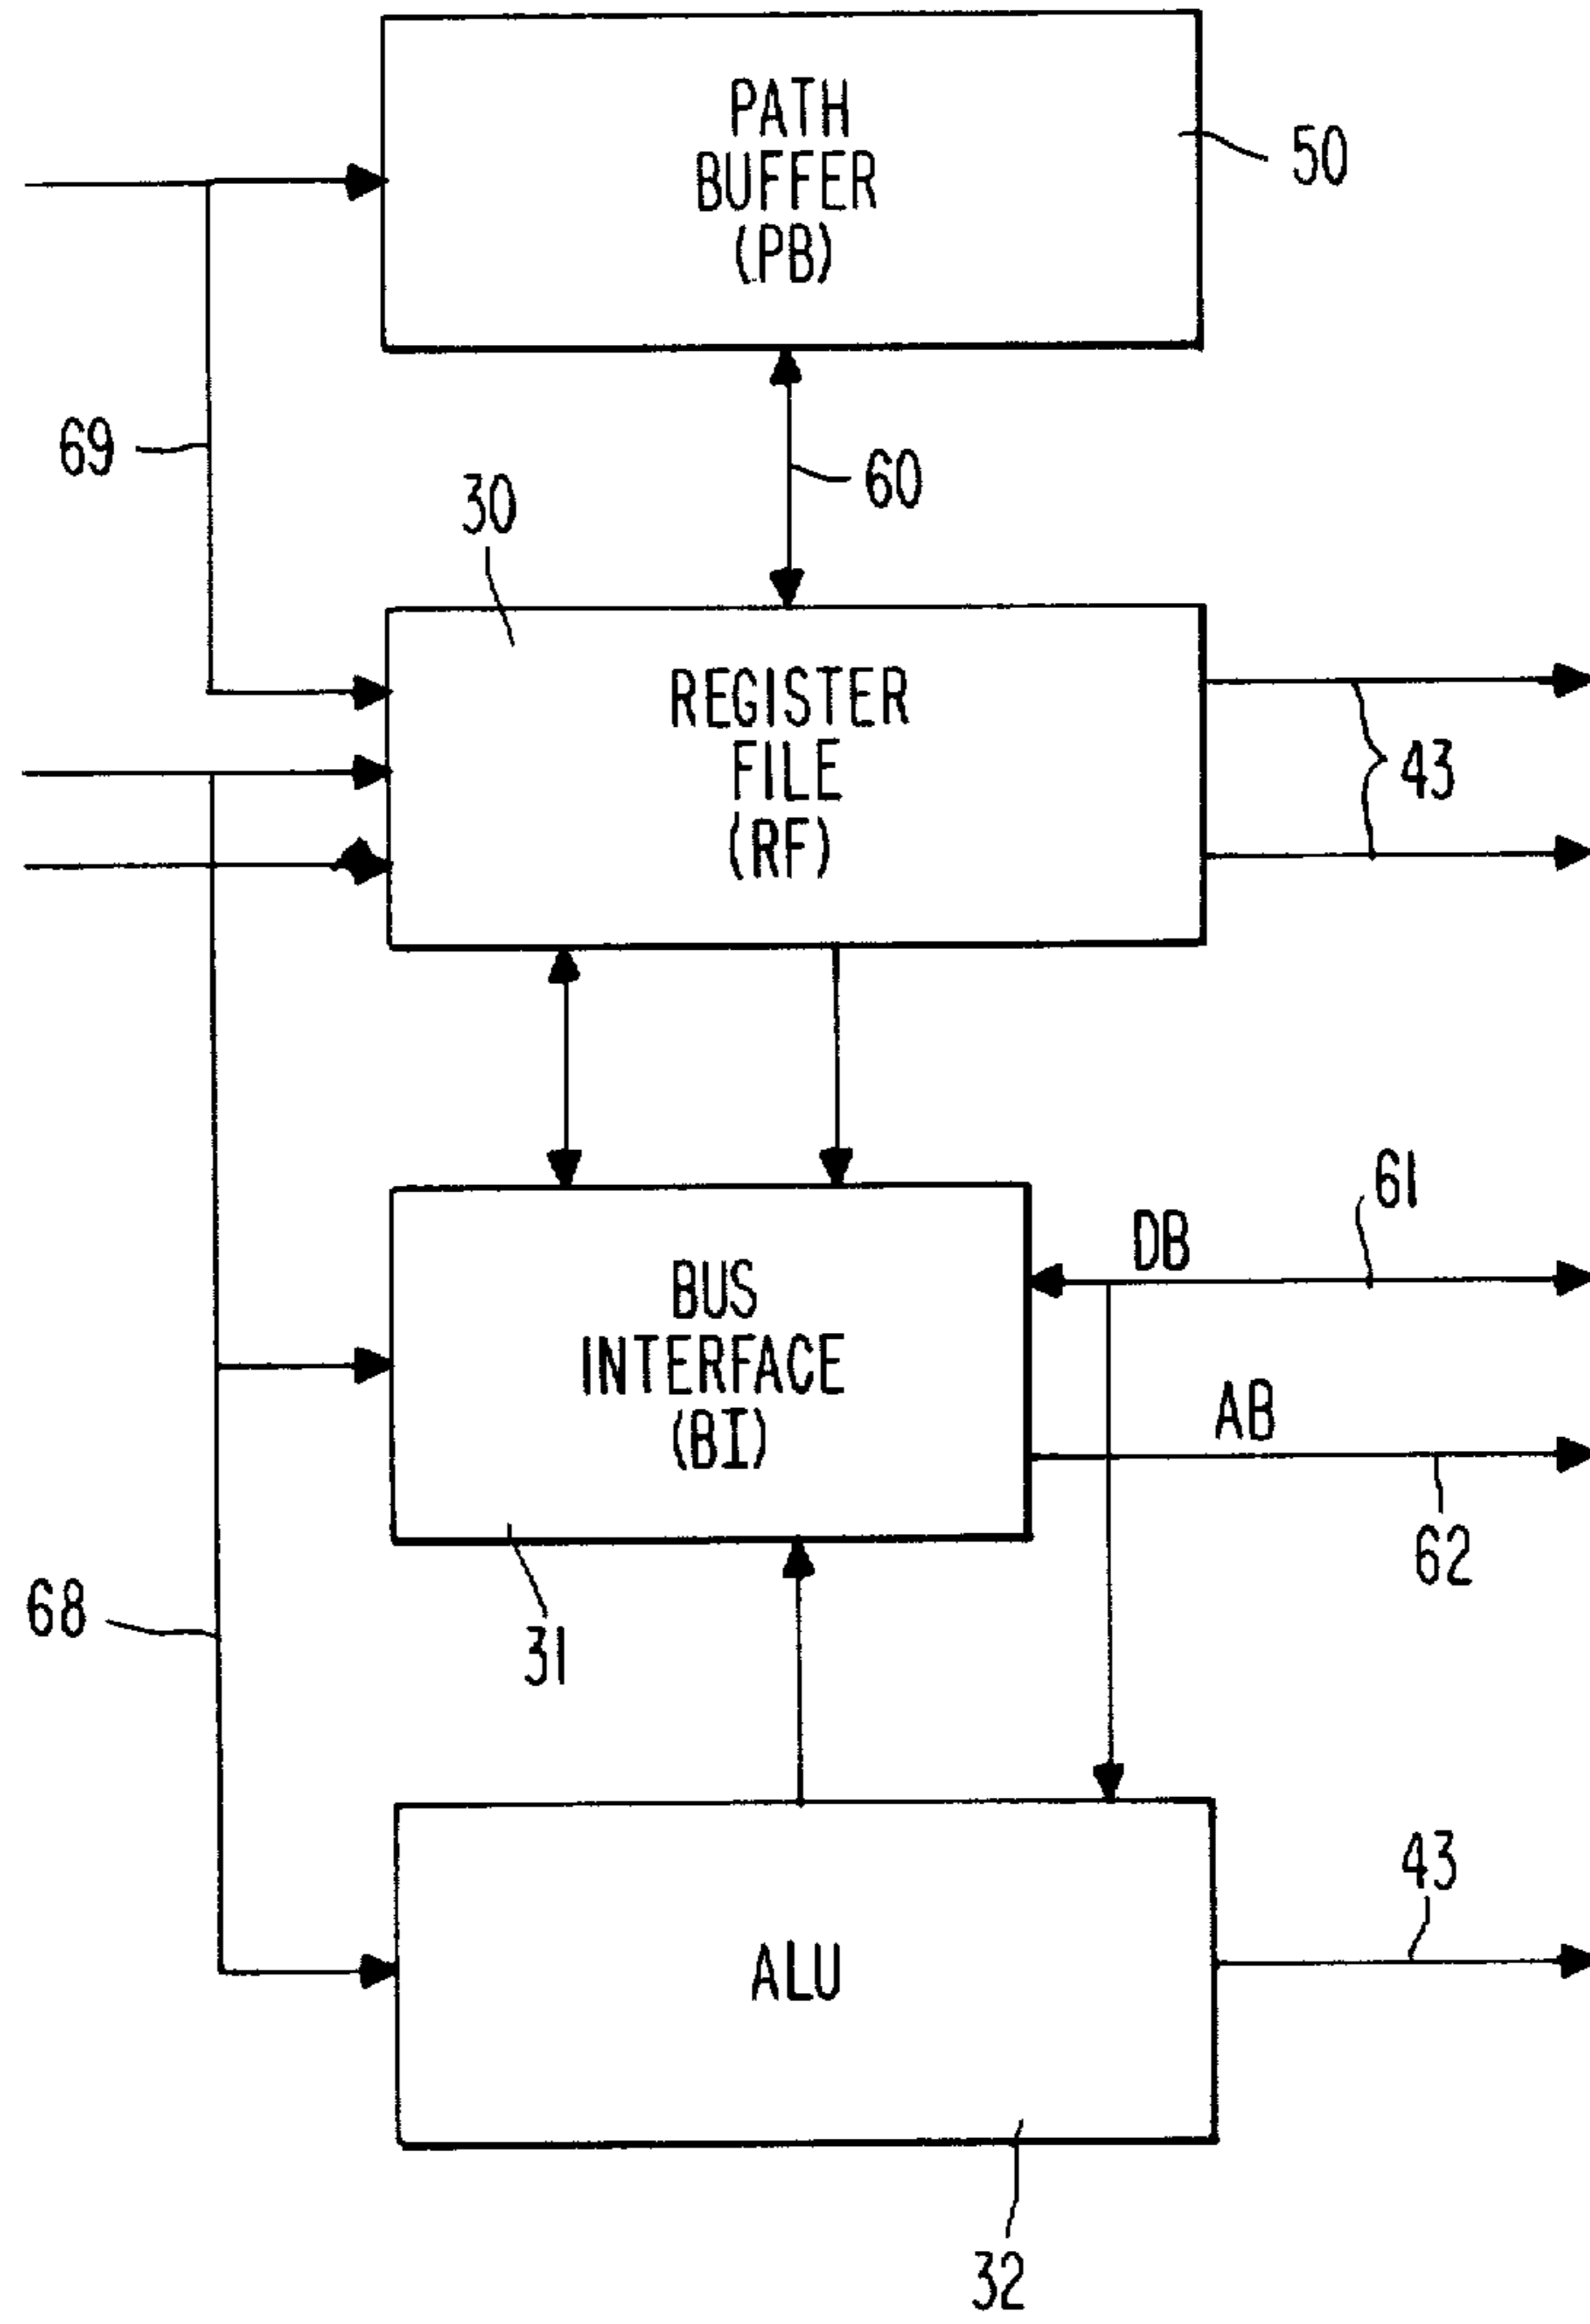 PATH
BUFFER
(PB)
50
69
60
30
REGISTER
FILE
(RF)
43
61
DB
BUS
INTERFACE
(BI)
AB
62
68
31
43
ALU
32